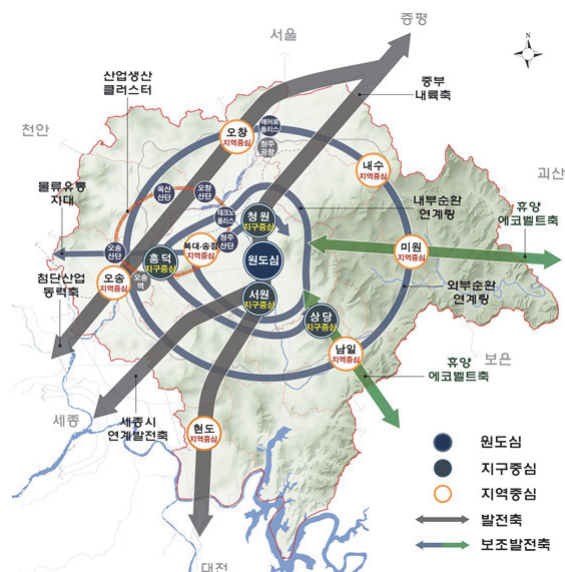 증평
서울
N
산업생산
클러스터
중부
내륙축
천안
오창
지역중심
에어로
폴리스
청주
공항
내수
지역중심
괴산
물류유통
지대
옥산
산단
오창
산단
테크노
폴리스
청원
지구중심
내부순환
연계링
휴양
에코벨트축
오송
산단
흥덕
지구중심
복대·송정
지역중심
청주
산단
원도심
미원
지역중심
첨단산업
동력축
오송
지역중심
오송
역
서원
지구중심
외부순환
연계링
상당
지구중심
남일
지역중심
보은
휴양
에코벨트축
세종
세종시
연계발전축
현도
지역중심
대전
원도심
지구중심
지역중심
발전축
보조발전축